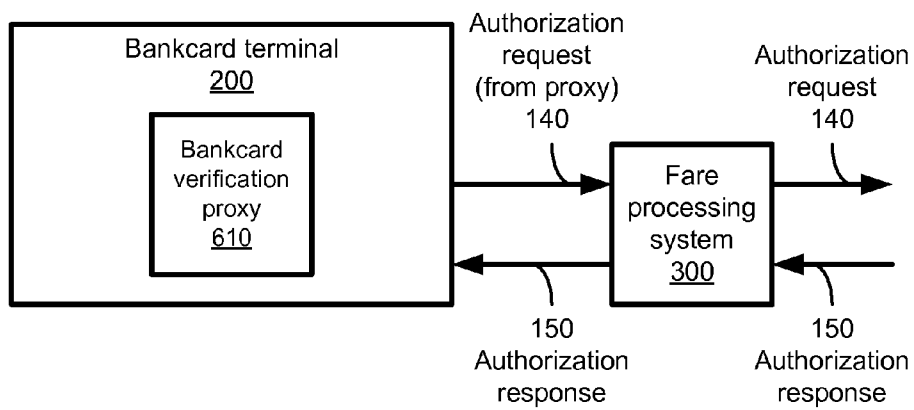 Bankcard terminal
200
Bankcard
verification
proxy
610
Authorization
request
(from proxy)
140
Authorization
request
140
Fare
processing
system
300
150
Authorization
response
150
Authorization
response